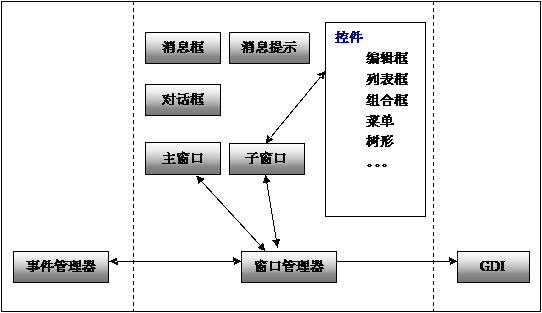 消息框
消息提示
控件
编辑框
列表框
组合框
菜单
树形
。。。
对话框
主窗口
子窗口
事件管理器
窗口管理器
GDI